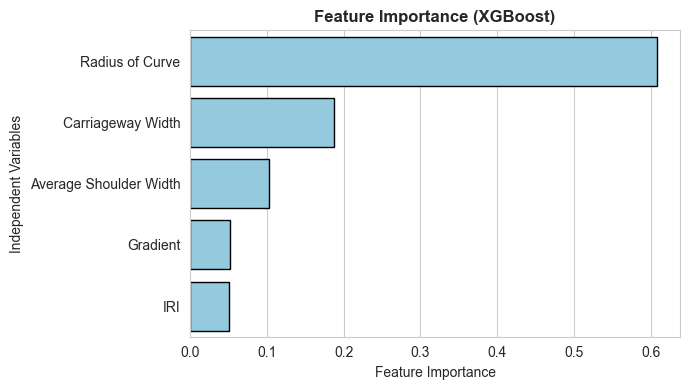 Feature Importance (XGBoost)
Independent Variables
Radius of Curve
Carriageway Width
Average Shoulder Width
Gradient
IRI
0.0 0.1 0.2 0.3 0.4 0.5 0.6
Feature Importance